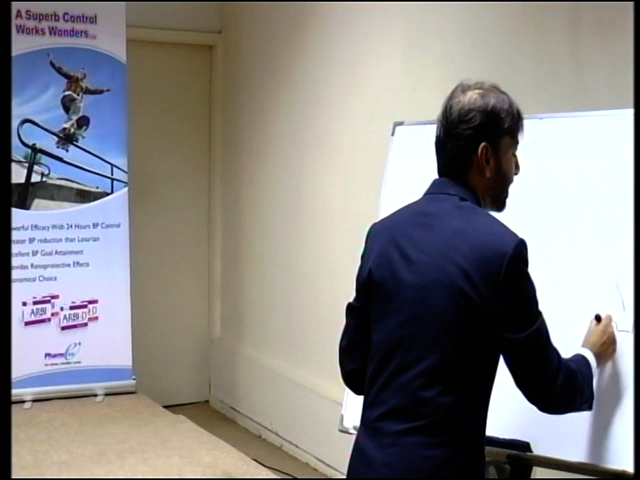 A Superb Control
Works Wonders...
Powerful Efficacy With 24 Hours BP Control
Greater BP reduction than Losartan
Excellent BP Goal Attainment
Provides Renoprotective Effects
Economical Choice
ARBI
ARBI-D
Pharm